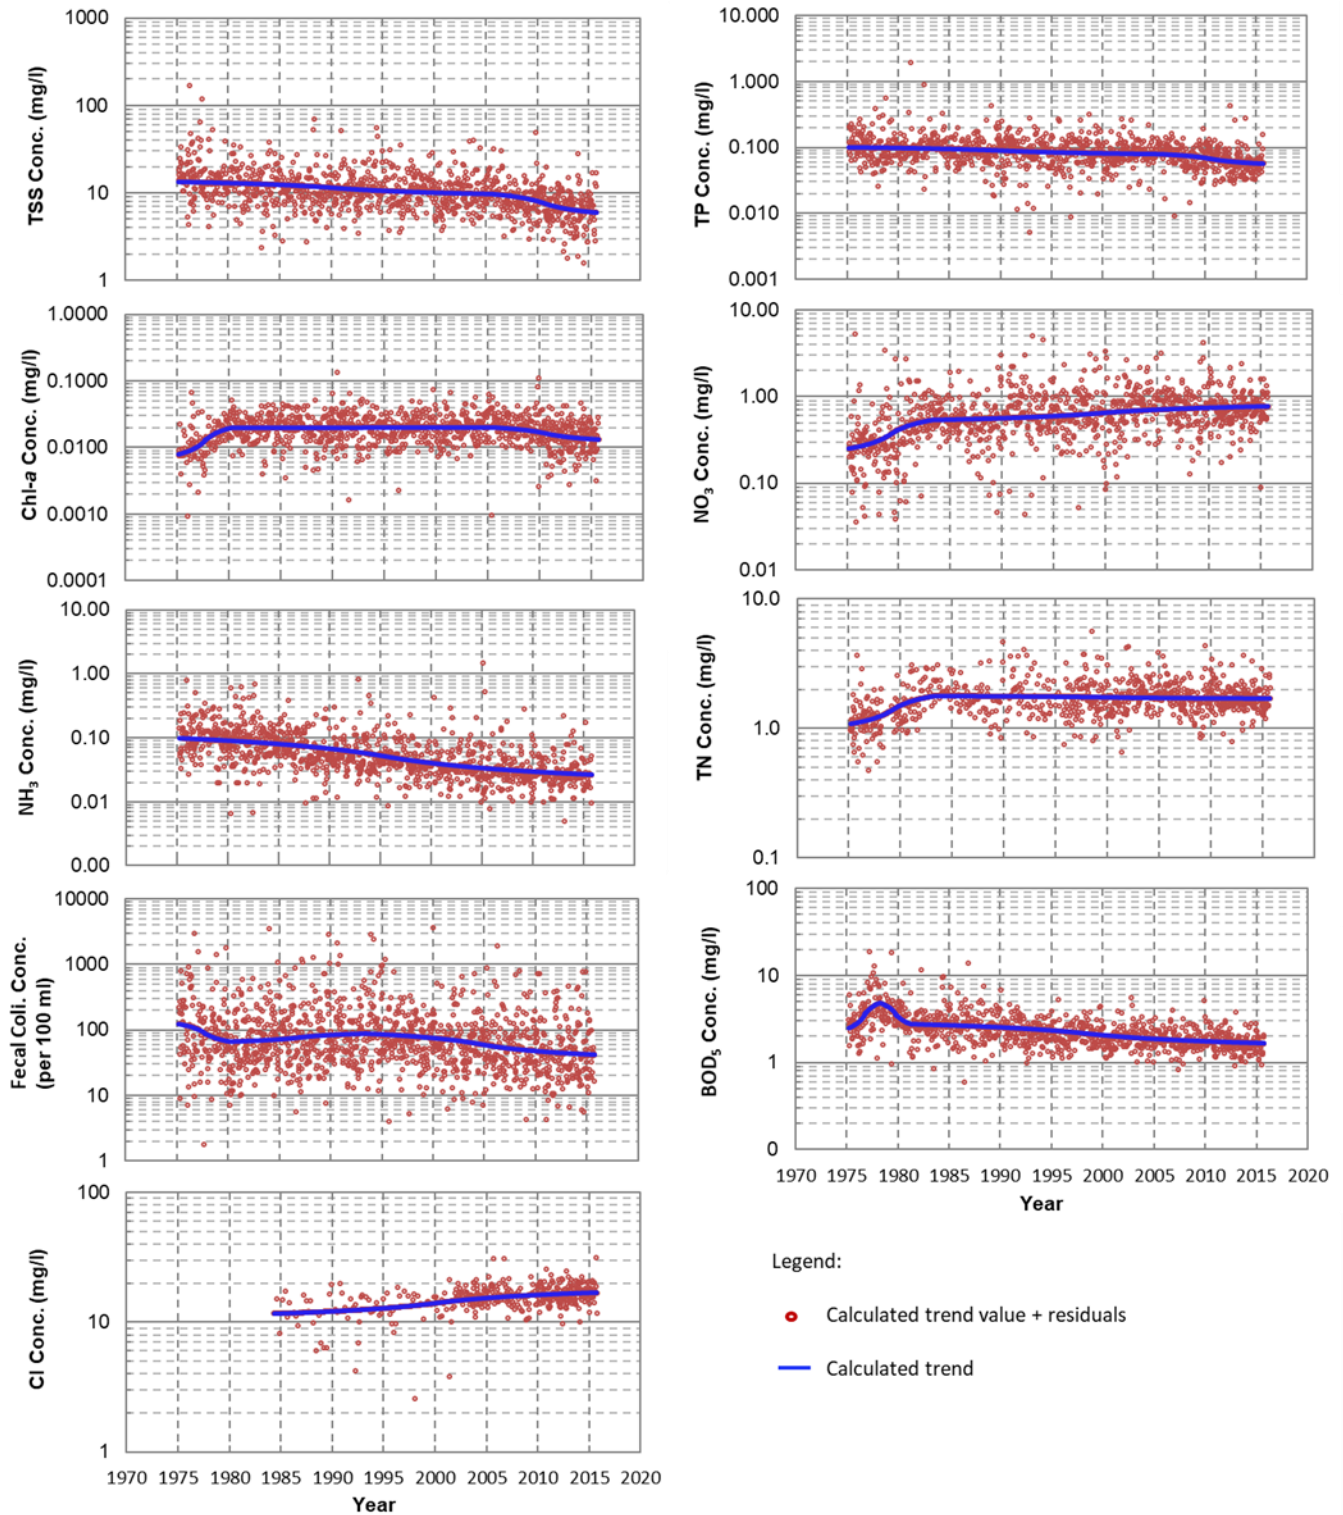 TSS Conc. (mg/l)
1000
100
10
1
TP Conc. (mg/l)
10.000
1.000
0.100
0.010
0.001
Chl-a Conc. (mg/l)
1.0000
0.1000
0.0100
0.0010
0.0001
NO3 Conc. (mg/l)
10.00
1.00
0.10
0.01
NH3 Conc. (mg/l)
10.00
1.00
0.10
0.01
0.00
TN Conc. (mg/l)
10.0
1.0
0.1
Fecal Coli. Conc.
(per 100 ml)
10000
1000
100
10
1
BOD5 Conc. (mg/l)
100
10
1
0
1970 1975 1980 1985 1990 1995 2000 2005 2010 2015 2020
Year
Cl Conc. (mg/l)
100
10
1
1970 1975 1980 1985 1990 1995 2000 2005 2010 2015 2020
Year
Legend:
Calculated trend value + residuals
Calculated trend